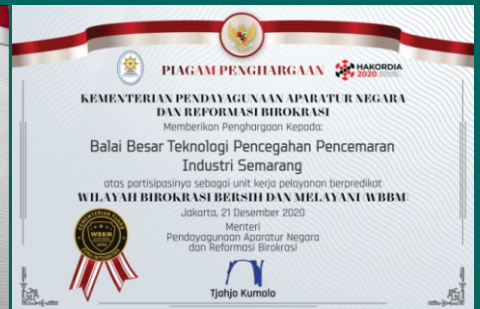 PIAGAM PENGHARGAAN
HAKORDIA
2020
KEMENTERIAN PENDAYAGUNAAN APARATUR NEGARA
DAN REFORMASI BIROKRASI
Memberikan Penghargaan Kepada:
Balai Besar Teknologi Pencegahan Pencemaran
Industri Semarang
atas partisipasinya sebagai unit kerja pelayanan berpredikat
WILAYAH BIROKRASI BERSIH DAN MELAYANI (WBBM)
Jakarta, 21 Desember 2020
Menteri
Pendayagunaan Aparatur Negara
dan Reformasi Birokrasi
KEMENTERIAN PANRB
WBBM
Tjahjo Kumolo